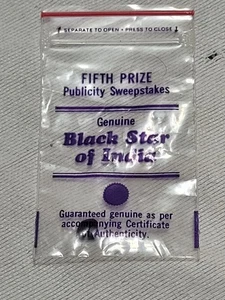 ↑ SEPARATE TO OPEN • PRESS TO CLOSE ↓
FIFTH PRIZE
Publicity Sweepstakes
Genuine
Black Star
of India
Guaranteed genuine as per
accompanying Certificate
of Authenticity.